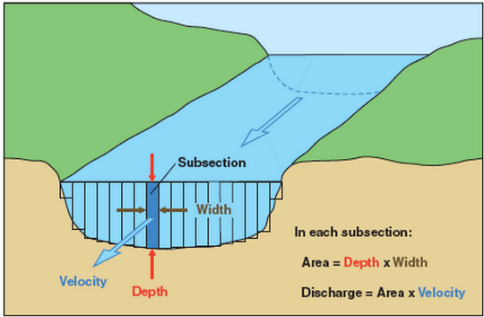 Subsection
Width
Velocity
Depth
In each subsection:
Area = Depth x Width
Discharge = Area x Velocity